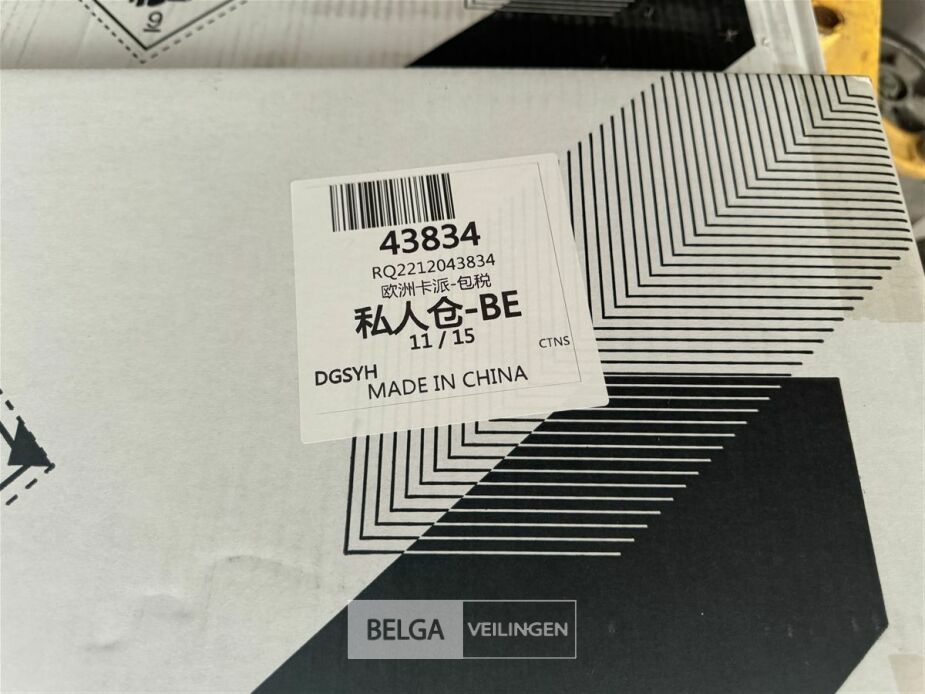 kg
43834
RQ2212043834
欧洲卡派-包税
私人仓-BE
11 / 15
CTNS
DGSYH
MADE IN CHINA
BELGA VEILINGEN